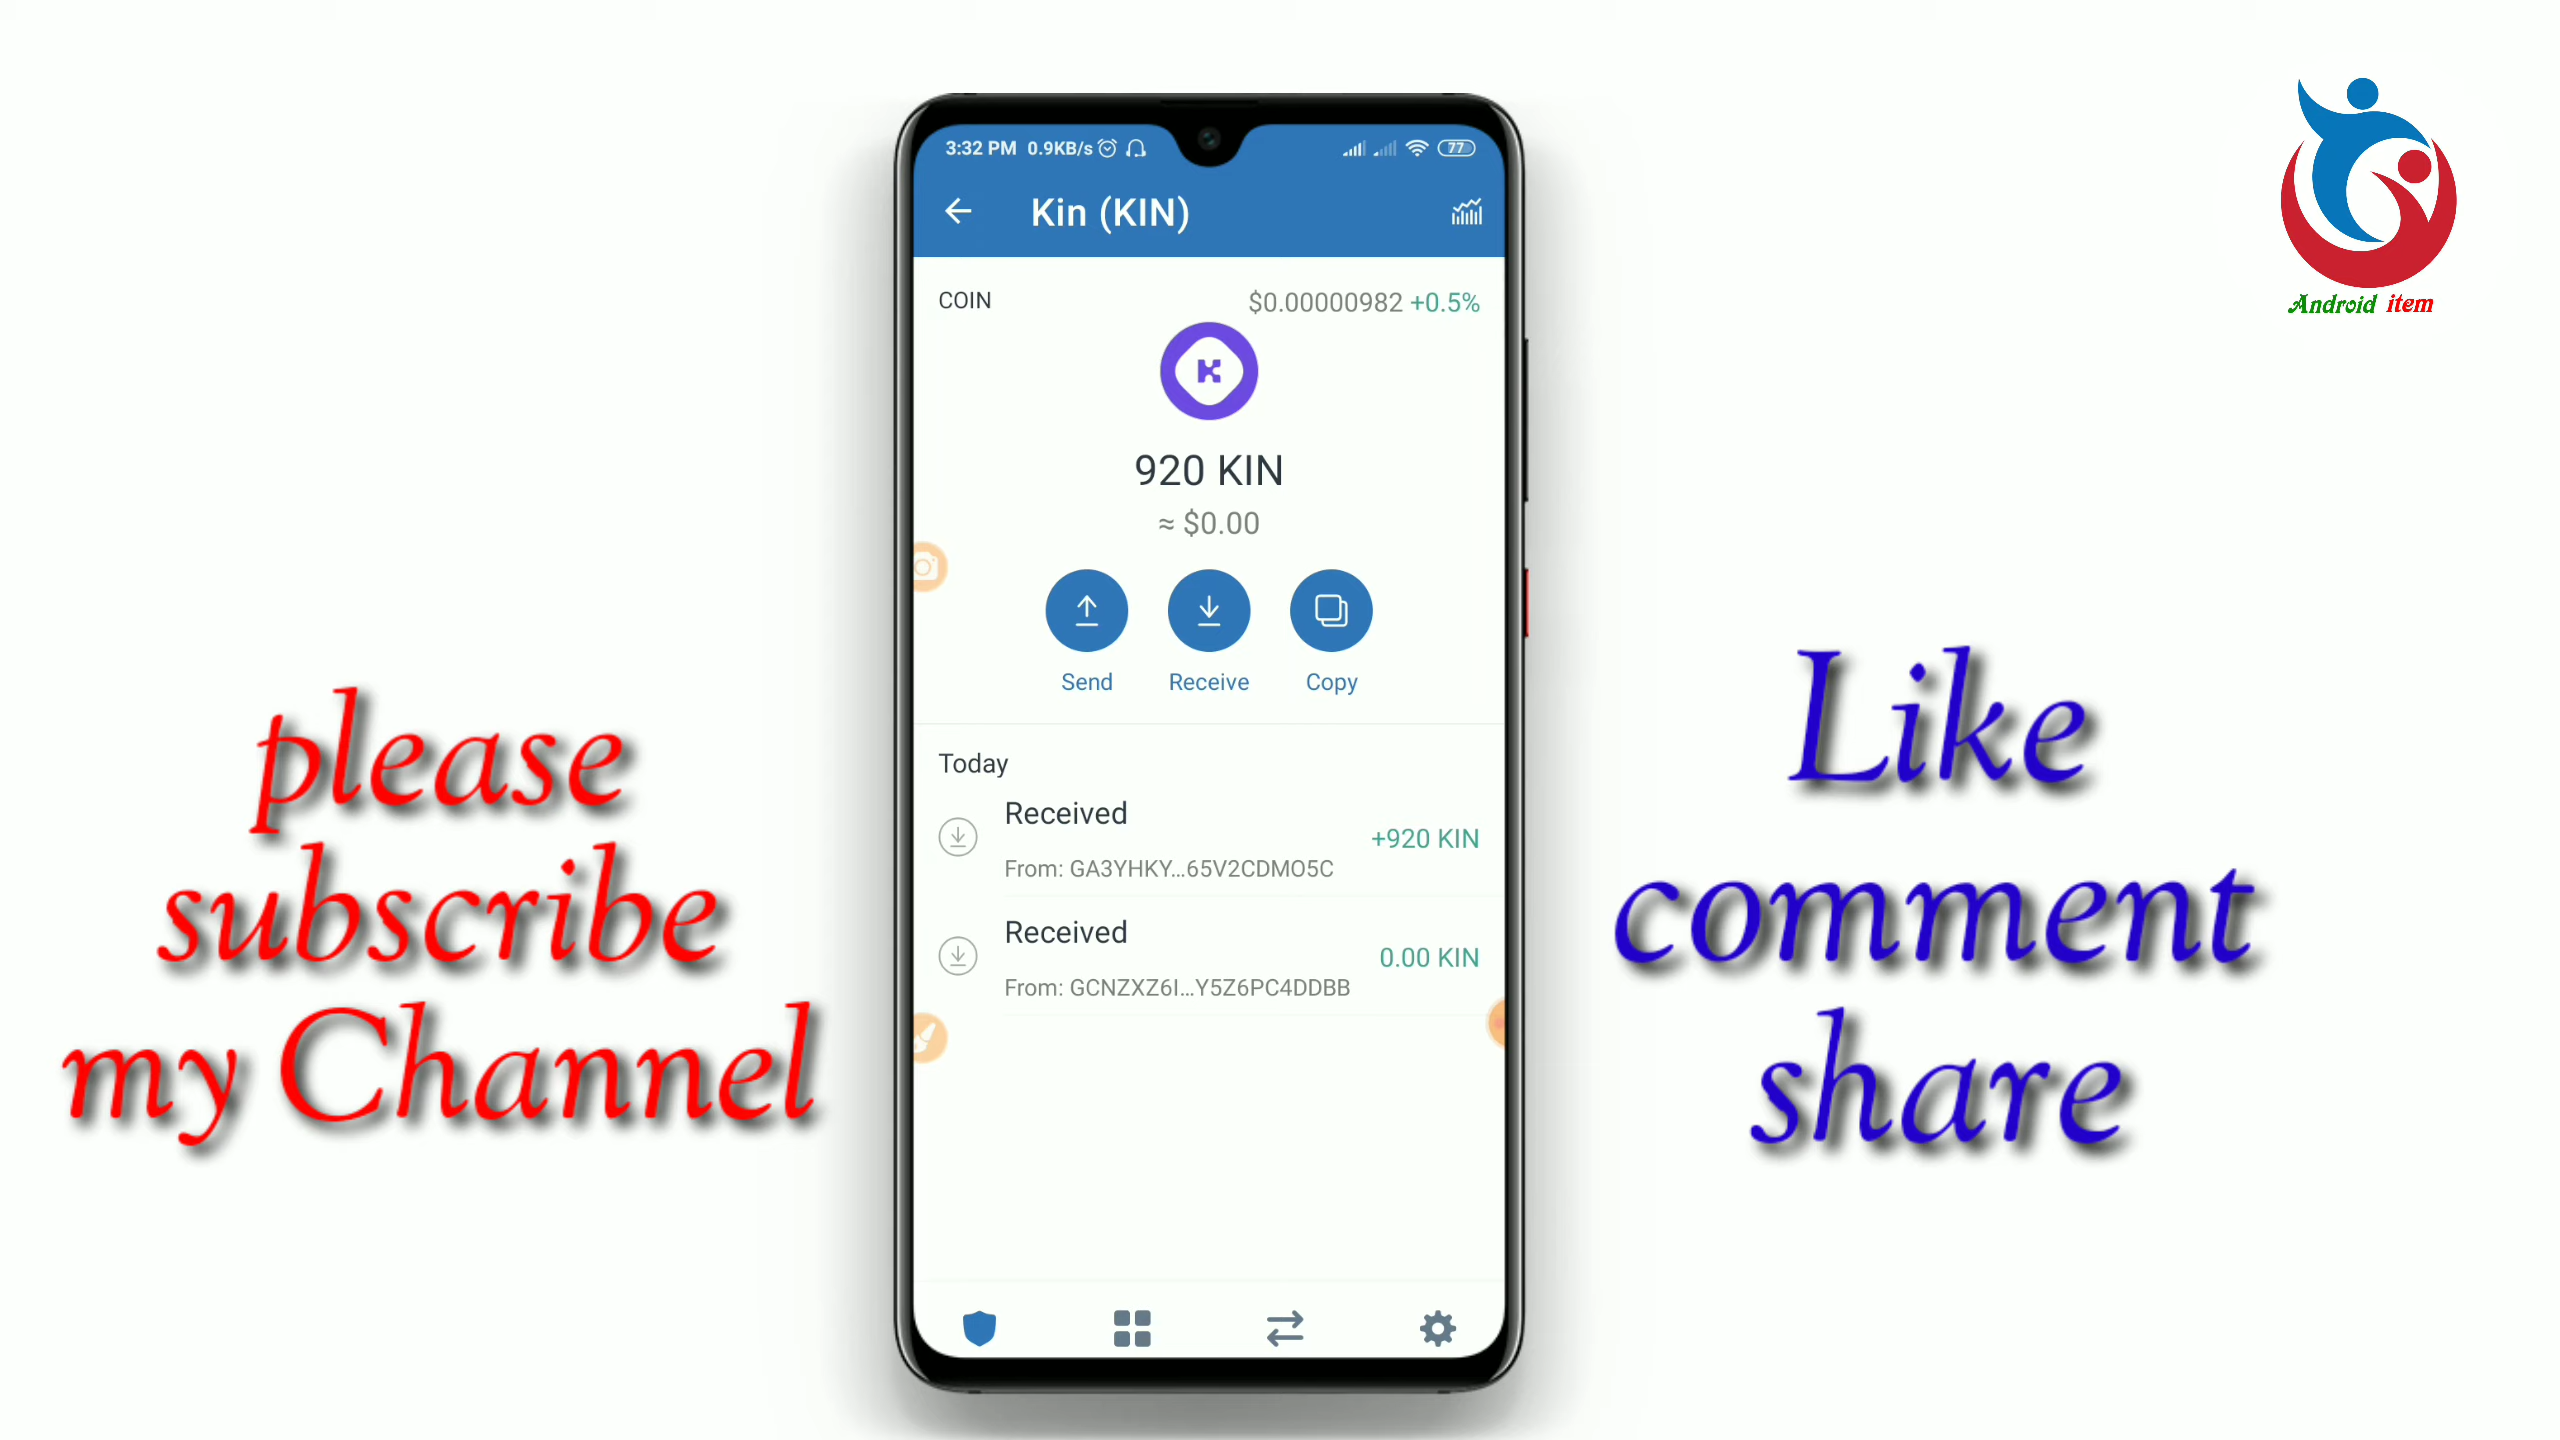 3:32 PM 0.9KB/s 77
Kin (KIN)
COIN $0.00000982 +0.5%
920 KIN
≈ $0.00
Send Receive Copy
Today
Received
+920 KIN
From: GA3YHKY...65V2CDMO5C
Received
0.00 KIN
From: GCNZXZ6I...Y5Z6PC4DDBB
please
subscribe
my Channel
Like
comment
share
Android item